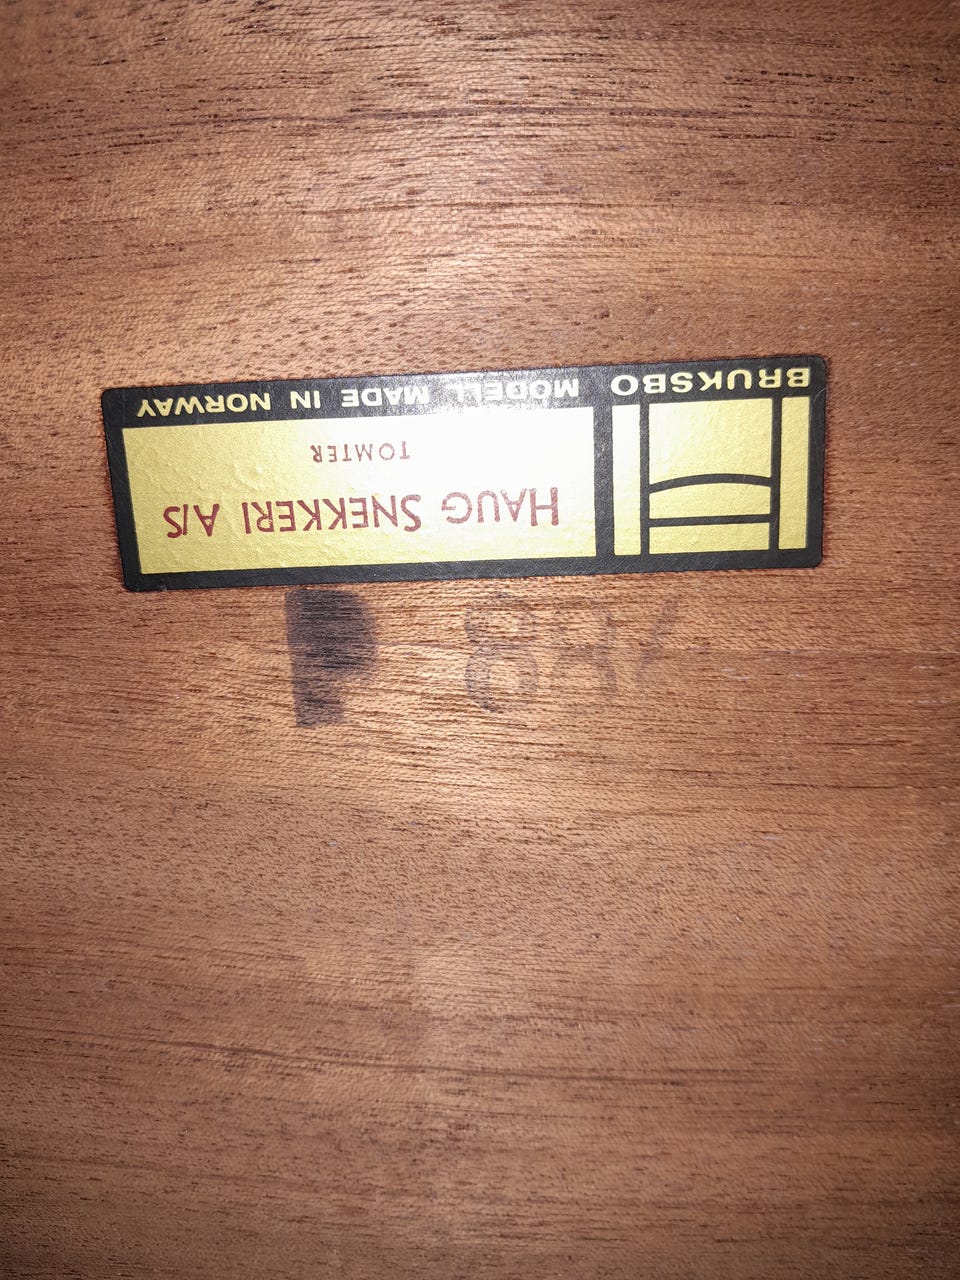 HAUG SNEKKERI A/S
TOMTER
BRUKSBO MODELL MADE IN NORWAY
P